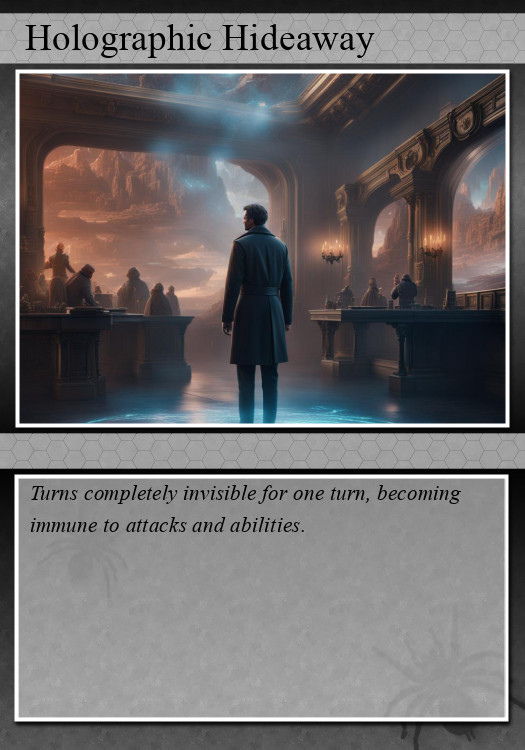 Holographic Hideaway
Turns completely invisible for one turn, becoming
immune to attacks and abilities.